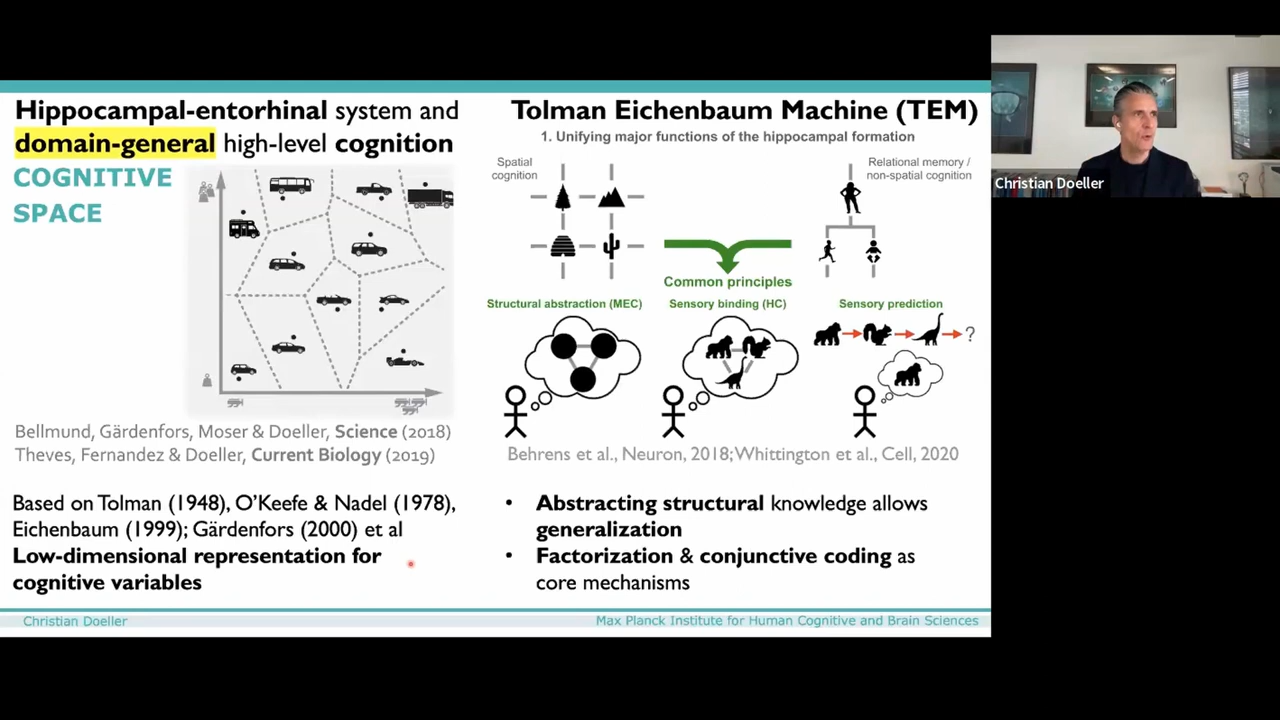 Hippocampal-entorhinal system and
domain-general high-level cognition
COGNITIVE
SPACE
Bellmund, Gärdenfors, Moser & Doeller, Science (2018)
Theves, Fernandez & Doeller, Current Biology (2019)
Based on Tolman (1948), O'Keefe & Nadel (1978),
Eichenbaum (1999); Gärdenfors (2000) et al
Low-dimensional representation for
cognitive variables
Tolman Eichenbaum Machine (TEM)
1. Unifying major functions of the hippocampal formation
Spatial
cognition
Relational memory /
non-spatial cognition
Common principles
Structural abstraction (MEC)
Sensory binding (HC)
Sensory prediction
?
Behrens et al., Neuron, 2018; Whittington et al., Cell, 2020
• Abstracting structural knowledge allows
generalization
• Factorization & conjunctive coding as
core mechanisms
Christian Doeller
Max Planck Institute for Human Cognitive and Brain Sciences
Christian Doeller